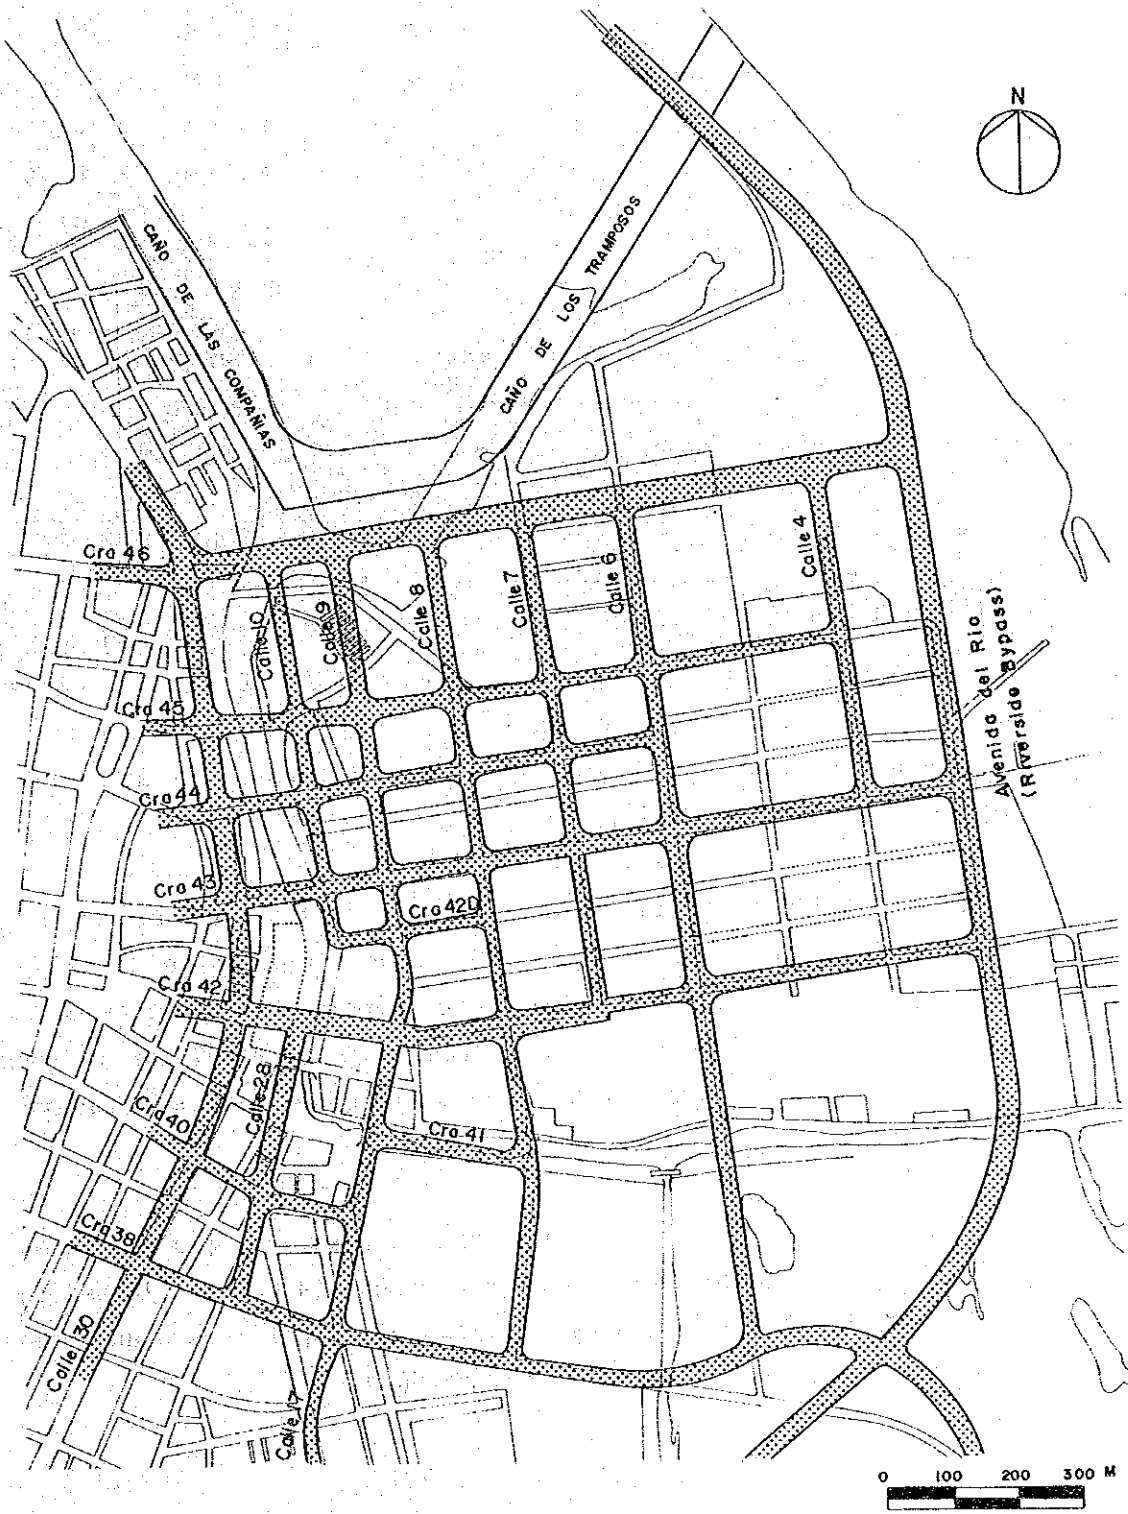 N
CAÑO DE LAS COMPAÑIAS
CAÑO DE LOS TRAMPOSOS
Cra 46
Calle 10
Calle 9
Calle 8
Calle 7
Calle 6
Calle 4
Avenida del Rio
(Riverside Bypass)
Cra 45
Cra 44
Cra 43
Cra 42D
Cra 42
Calle 28
Cra 40
Cra 41
Cra 38
Calle 30
Calle 17
0 100 200 300 M